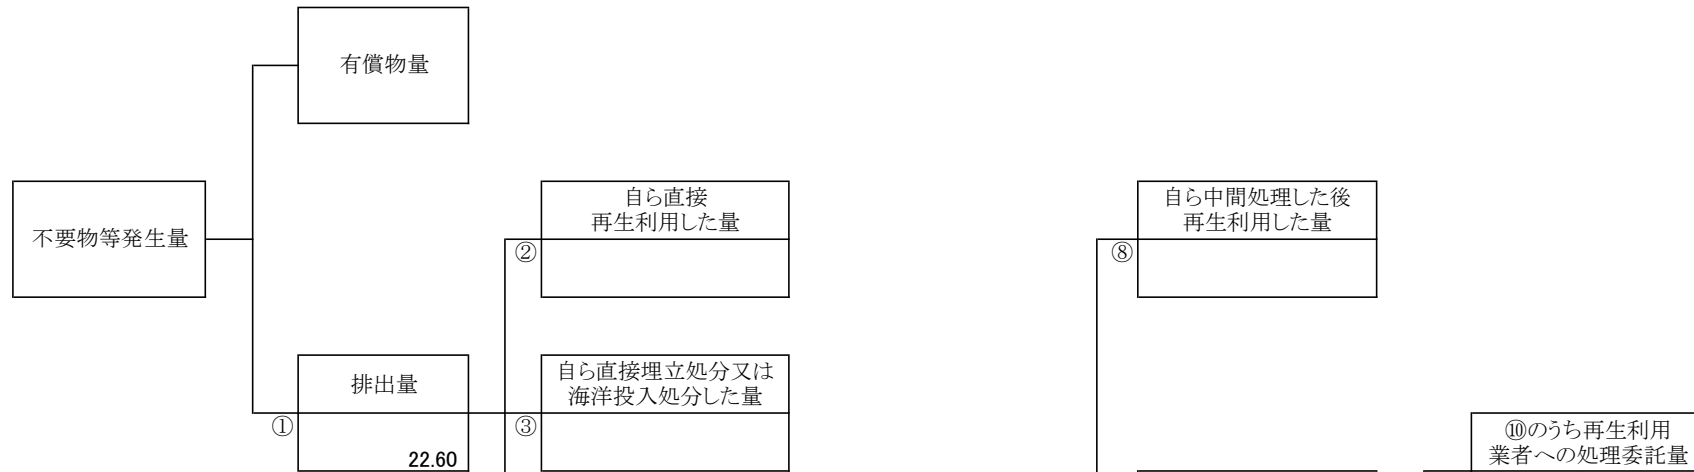 有償物量
不要物等発生量
自ら直接
再生利用した量
②
自ら中間処理した後
再生利用した量
⑧
排出量
①
22.60
自ら直接埋立処分又は
海洋投入処分した量
③
⑩のうち再生利用
業者への処理委託量